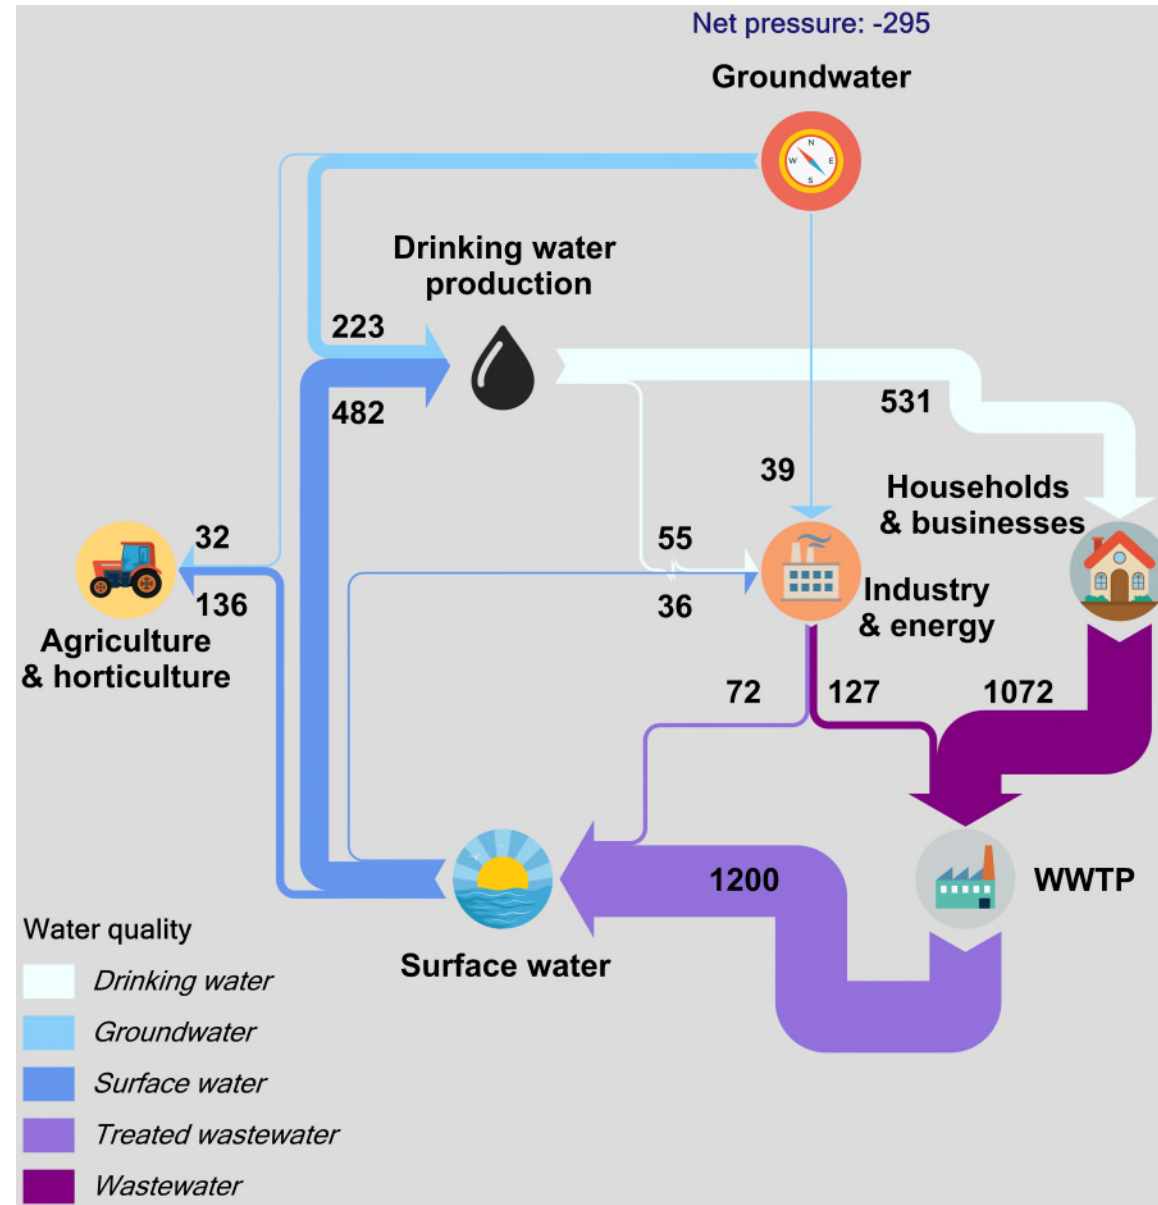 Net pressure: -295
Groundwater
N
W
E
S
Drinking water
production
223
482
531
39
Households
& businesses
32
136
55
36
Industry
& energy
Agriculture
& horticulture
72
127
1072
1200
WWTP
Surface water
Water quality
Drinking water
Groundwater
Surface water
Treated wastewater
Wastewater